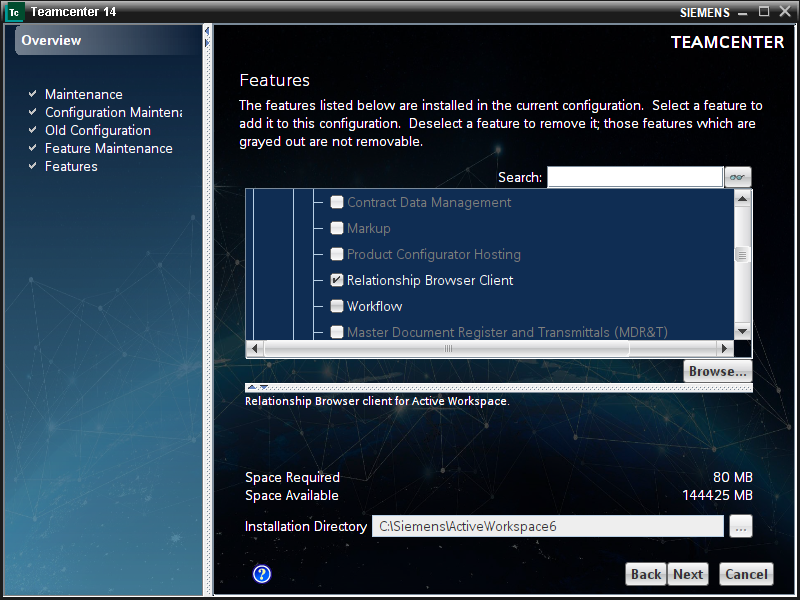 Tc Teamcenter 14
SIEMENS
Overview
TEAMCENTER
Maintenance
Configuration Maintena
Old Configuration
Feature Maintenance
Features
Features
The features listed below are installed in the current configuration. Select a feature to
add it to this configuration. Deselect a feature to remove it; those features which are
grayed out are not removable.
Search:
Contract Data Management
Markup
Product Configurator Hosting
Relationship Browser Client
Workflow
Master Document Register and Transmittals (MDR&T)
Browse...
Relationship Browser client for Active Workspace.
Space Required 80 MB
Space Available 144425 MB
Installation Directory C:\Siemens\ActiveWorkspace6 ...
? Back Next Cancel